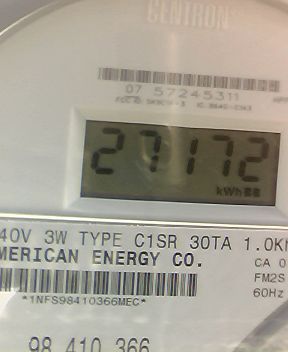 CENTRON
07 57245311
27172
kWh
40V 3W TYPE C1SR 30TA 1.0K
MERICAN ENERGY CO.
CA 0
FM2S
60Hz
*1NFS98410366MEC*
98 410 366